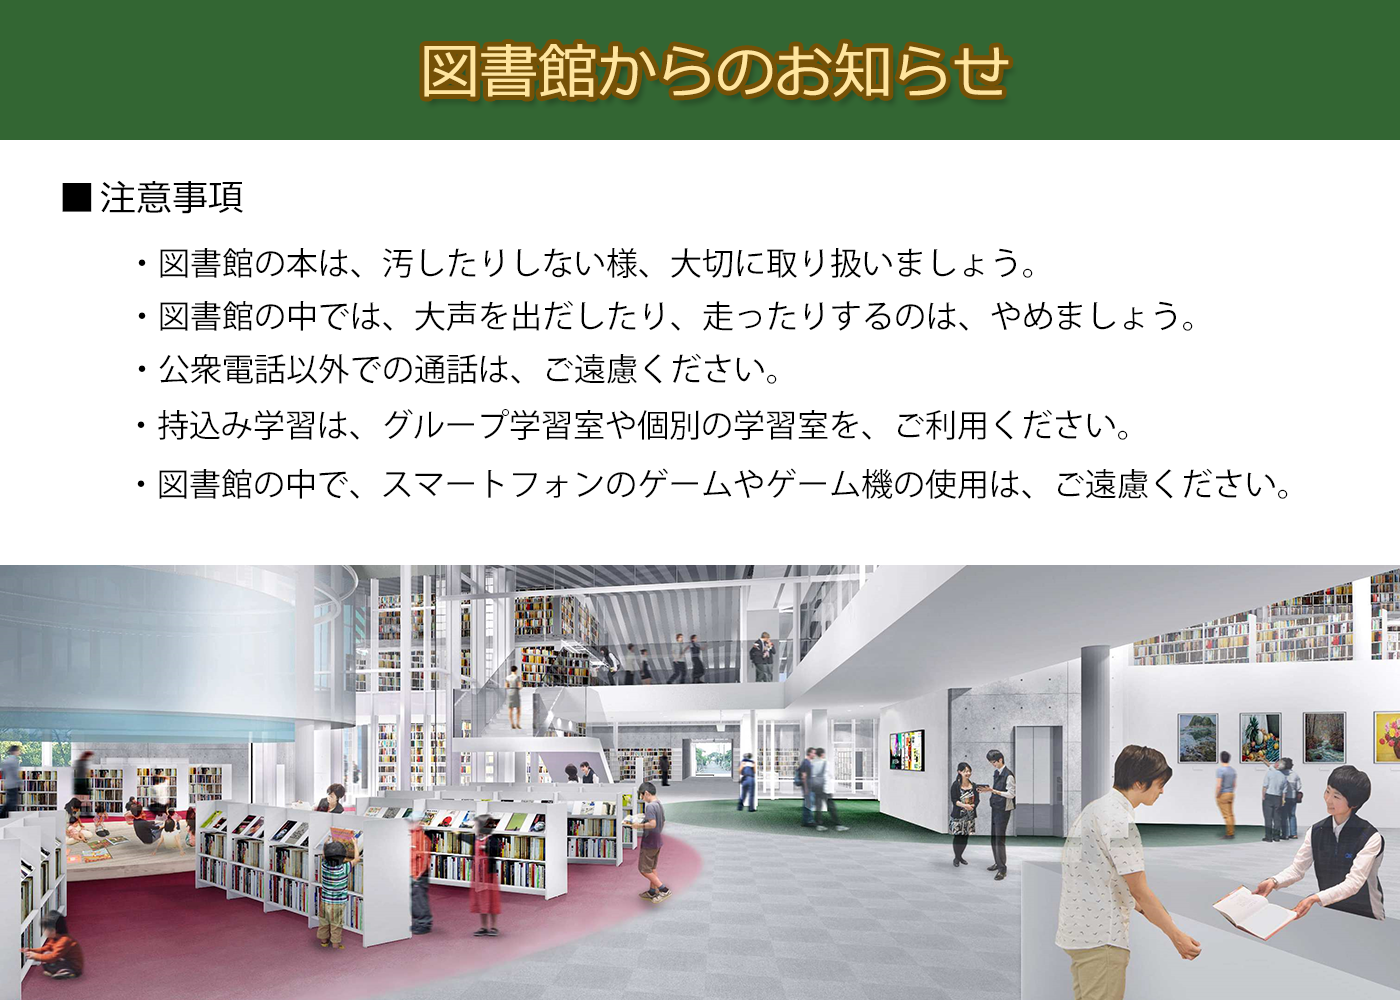 図書館からのお知らせ
■ 注意事項
・図書館の本は、汚したりしない様、大切に取り扱いましょう。
・図書館の中では、大声を出だしたり、走ったりするのは、やめましょう。
・公衆電話以外での通話は、ご遠慮ください。
・持込み学習は、グループ学習室や個別の学習室を、ご利用ください。
・図書館の中で、スマートフォンのゲームやゲーム機の使用は、ご遠慮ください。